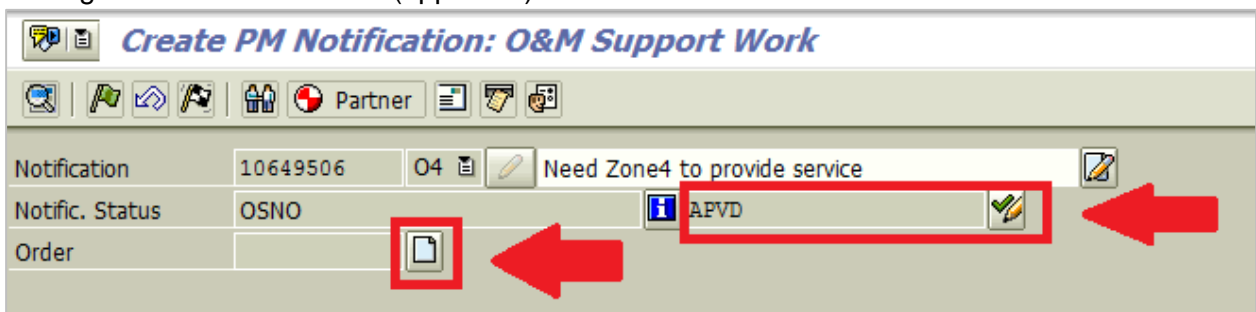 Create PM Notification: O&M Support Work
Partner
Notification 10649506 O4 Need Zone4 to provide service
Notific. Status OSNO i APVD
Order